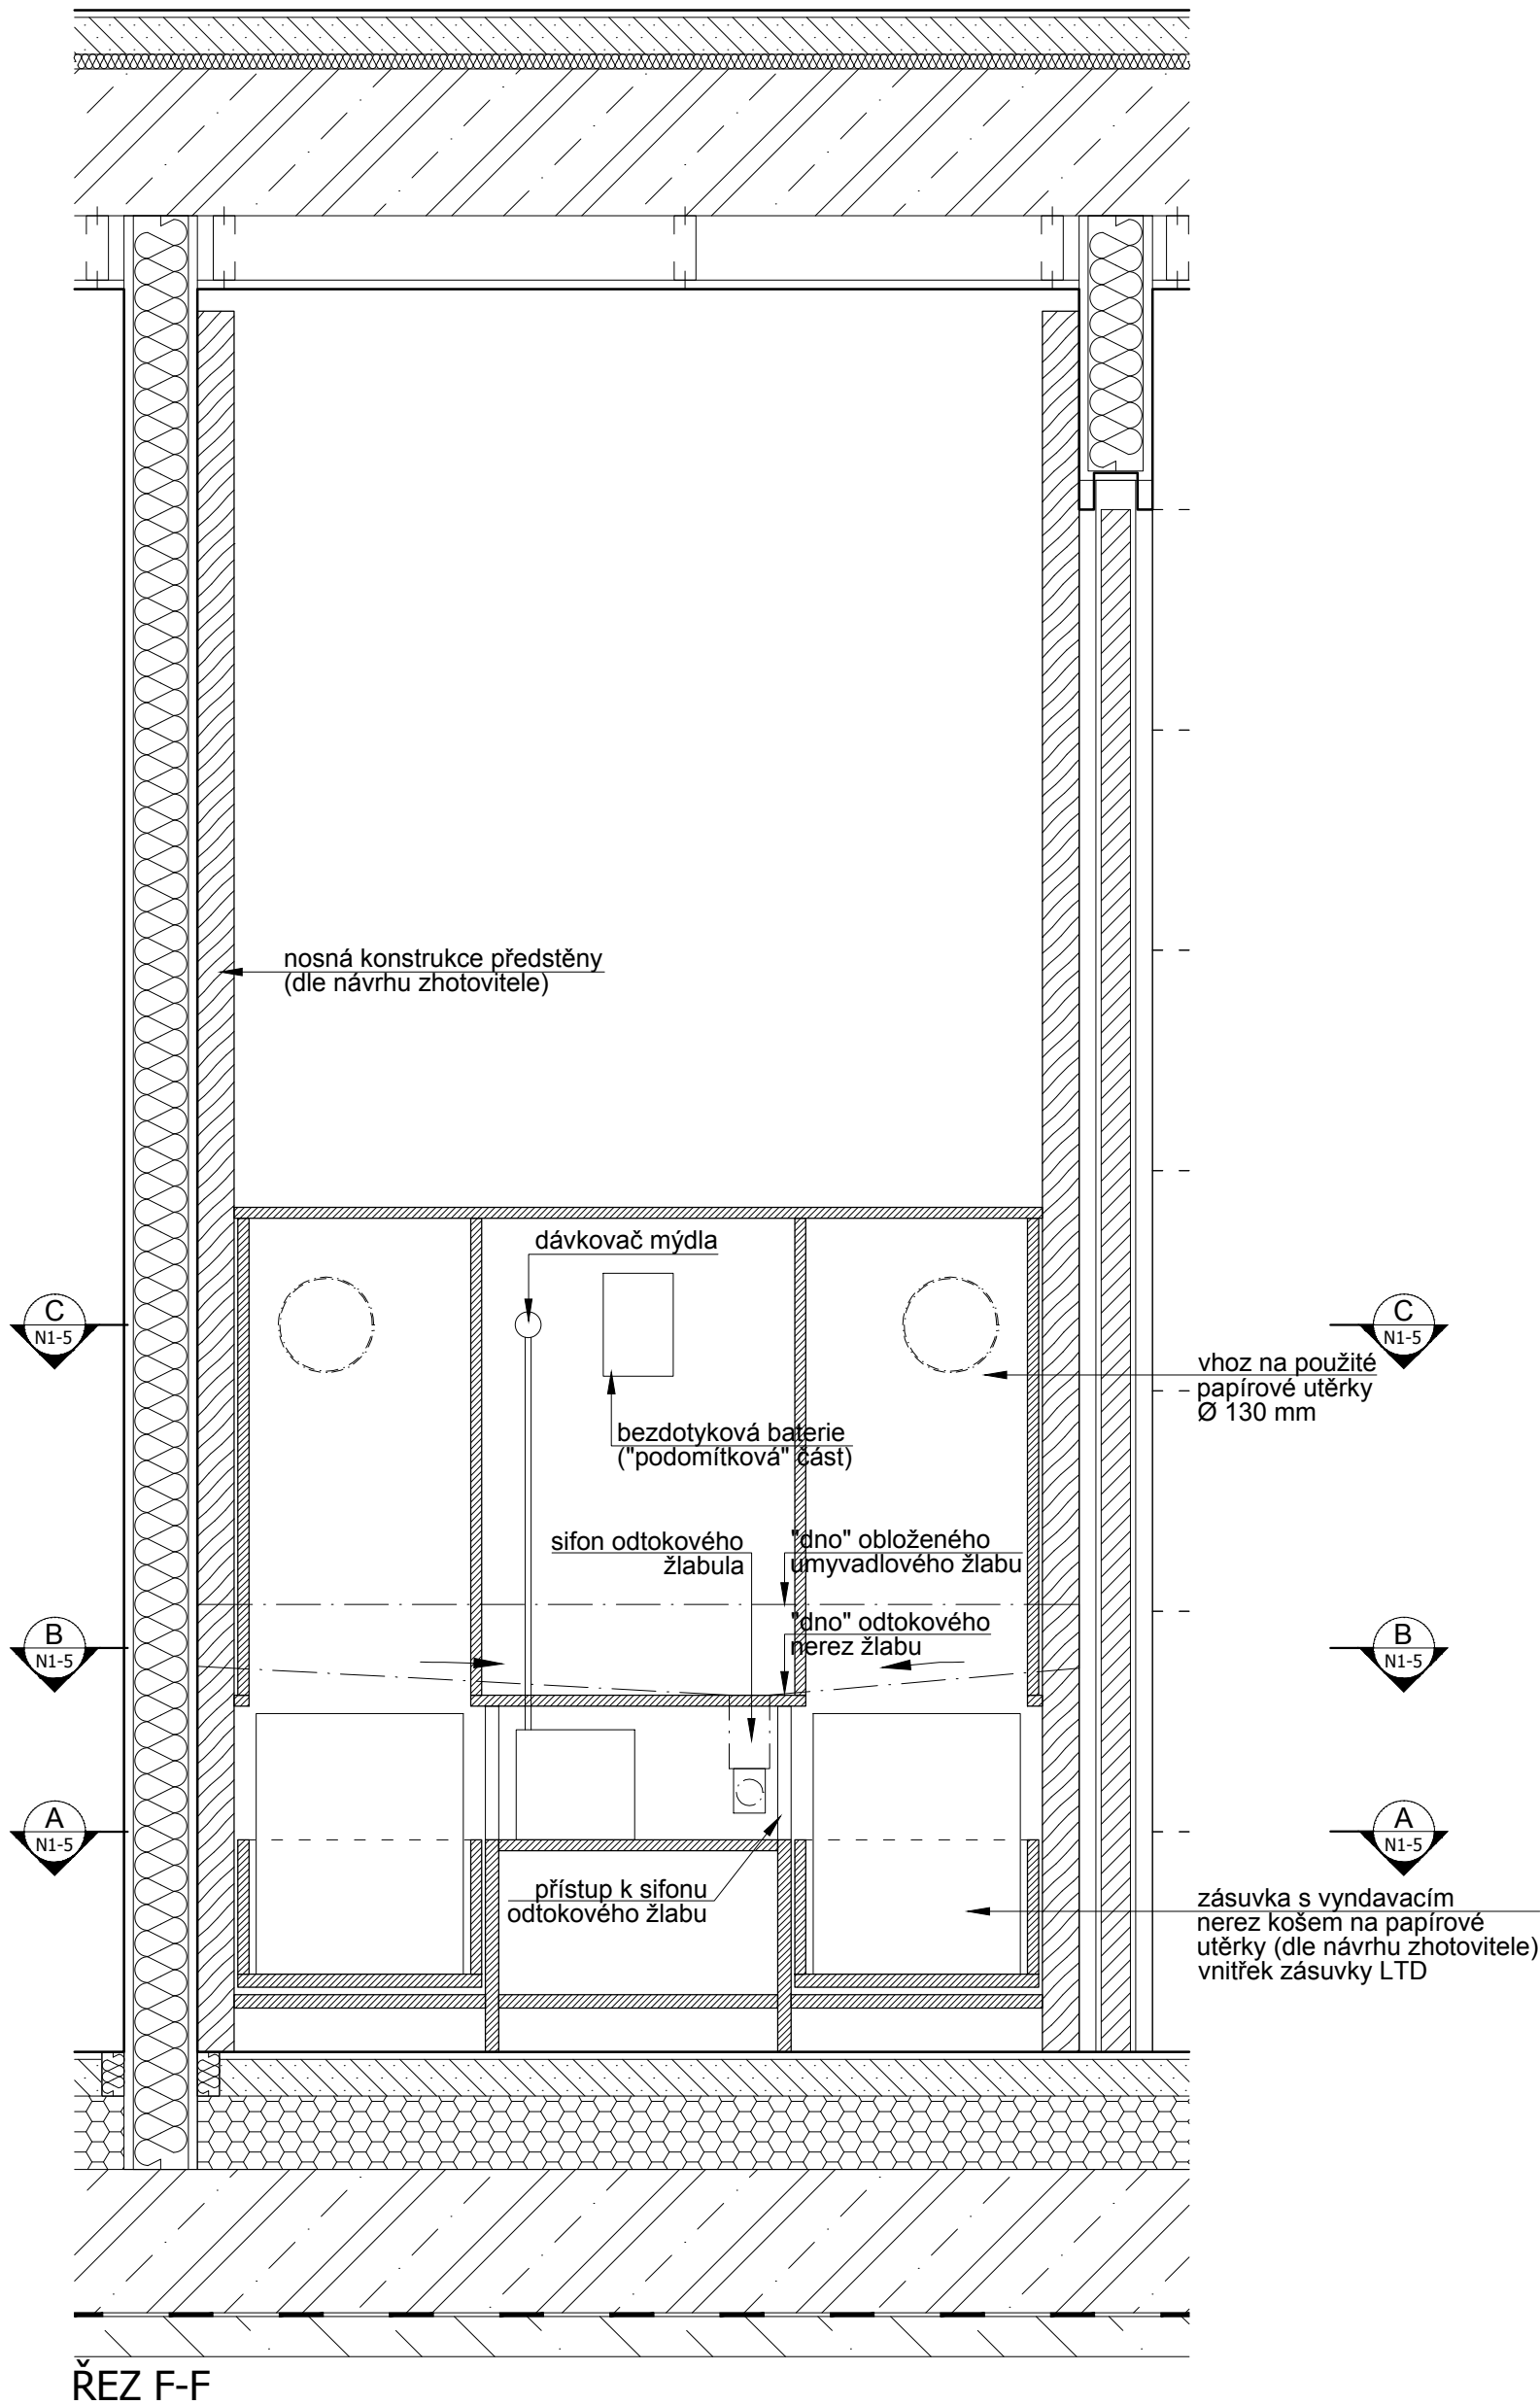 nosná konstrukce předstěny
(dle návrhu zhotovitele)
dávkovač mýdla
C
N1-5
C
N1-5
vhoz na použité
papírové utěrky
Ø 130 mm
bezdotyková baterie
("podomítková" část)
sifon odtokového
žlabula
"dno" obloženého
umyvadlového žlabu
"dno" odtokového
nerez žlabu
B
N1-5
B
N1-5
A
N1-5
A
N1-5
přístup k sifonu
odtokového žlabu
zásuvka s vyndavacím
nerez košem na papírové
utěrky (dle návrhu zhotovitele)
vnitřek zásuvky LTD
ŘEZ F-F